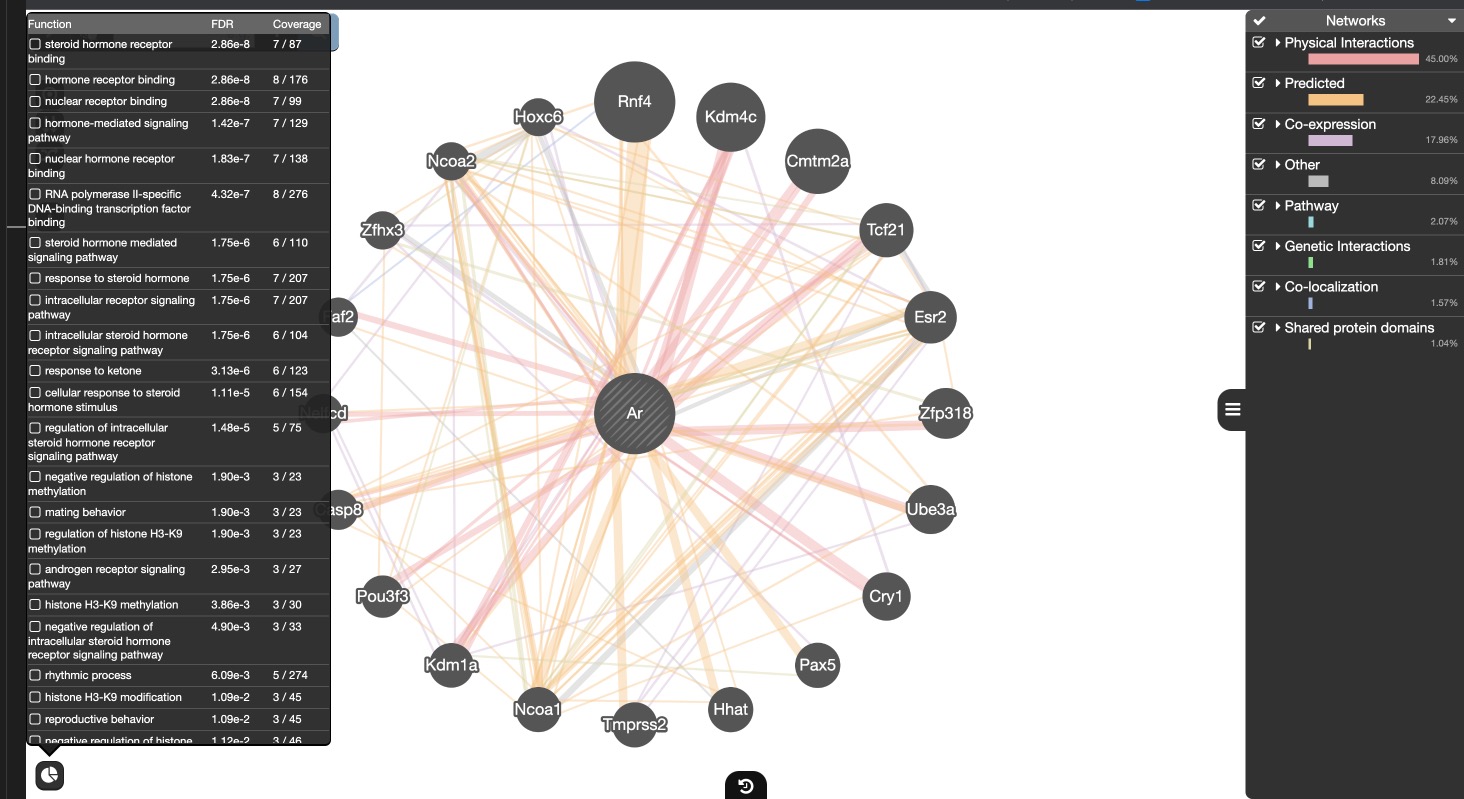 Function FDR Coverage
steroid hormone receptor 2.86e-8 7 / 87
binding
hormone receptor binding 2.86e-8 8 / 176
nuclear receptor binding 2.86e-8 7 / 99
hormone-mediated signaling 1.42e-7 7 / 129
pathway
nuclear hormone receptor 1.83e-7 7 / 138
binding
RNA polymerase II-specific 4.32e-7 8 / 276
DNA-binding transcription factor
binding
steroid hormone mediated 1.75e-6 6 / 110
signaling pathway
response to steroid hormone 1.75e-6 7 / 207
intracellular receptor signaling 1.75e-6 7 / 207
pathway
intracellular steroid hormone 1.75e-6 6 / 104
receptor signaling pathway
response to ketone 3.13e-6 6 / 123
cellular response to steroid 1.11e-5 6 / 154
hormone stimulus
regulation of intracellular 1.48e-5 5 / 75
steroid hormone receptor
signaling pathway
negative regulation of histone 1.90e-3 3 / 23
methylation
mating behavior 1.90e-3 3 / 23
regulation of histone H3-K9 1.90e-3 3 / 23
methylation
androgen receptor signaling 2.95e-3 3 / 27
pathway
histone H3-K9 methylation 3.86e-3 3 / 30
negative regulation of 4.90e-3 3 / 33
intracellular steroid hormone
receptor signaling pathway
rhythmic process 6.09e-3 5 / 274
histone H3-K9 modification 1.09e-2 3 / 45
reproductive behavior 1.09e-2 3 / 45
negative regulation of histone 1.12e-2 3 / 46
Rnf4
Kdm4c
Hoxc6
Cmtm2a
Ncoa2
Tcf21
Zfhx3
Esr2
af2
Ar
Zfp318
cd
asp8
Ube3a
Pou3f3
Cry1
Kdm1a
Pax5
Ncoa1
Hhat
Tmprss2
Networks
Physical Interactions
45.00%
Predicted
22.45%
Co-expression
17.96%
Other
8.09%
Pathway
2.07%
Genetic Interactions
1.81%
Co-localization
1.57%
Shared protein domains
1.04%